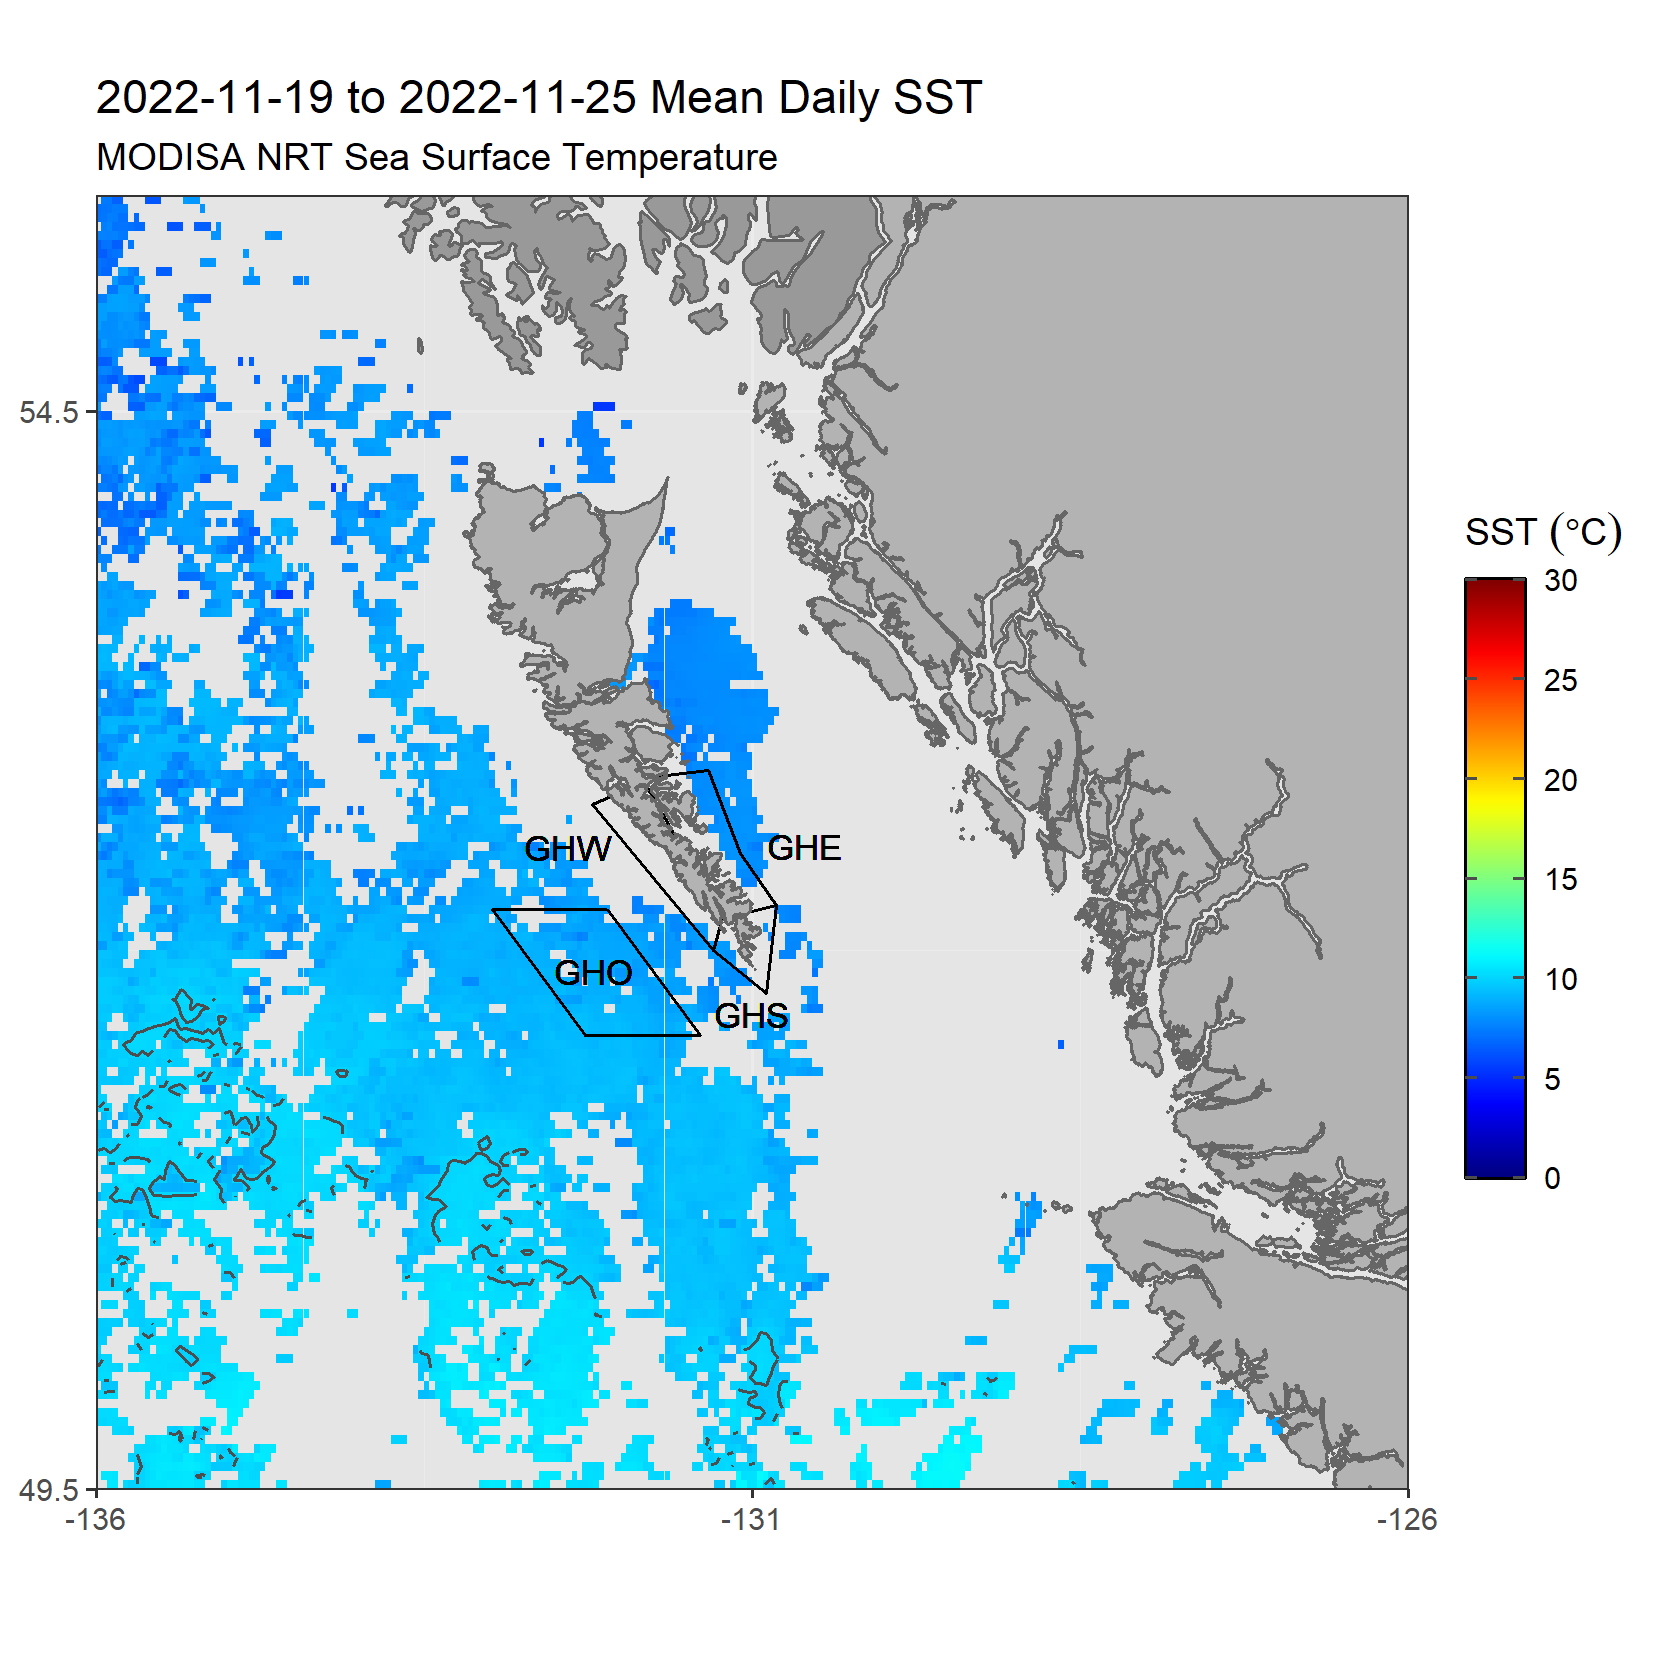 2022-11-19 to 2022-11-25 Mean Daily SST
MODISA NRT Sea Surface Temperature
54.5
49.5
-136
-131
-126
GHW
GHE
GHO
GHS
SST (°C)
30
25
20
15
10
5
0